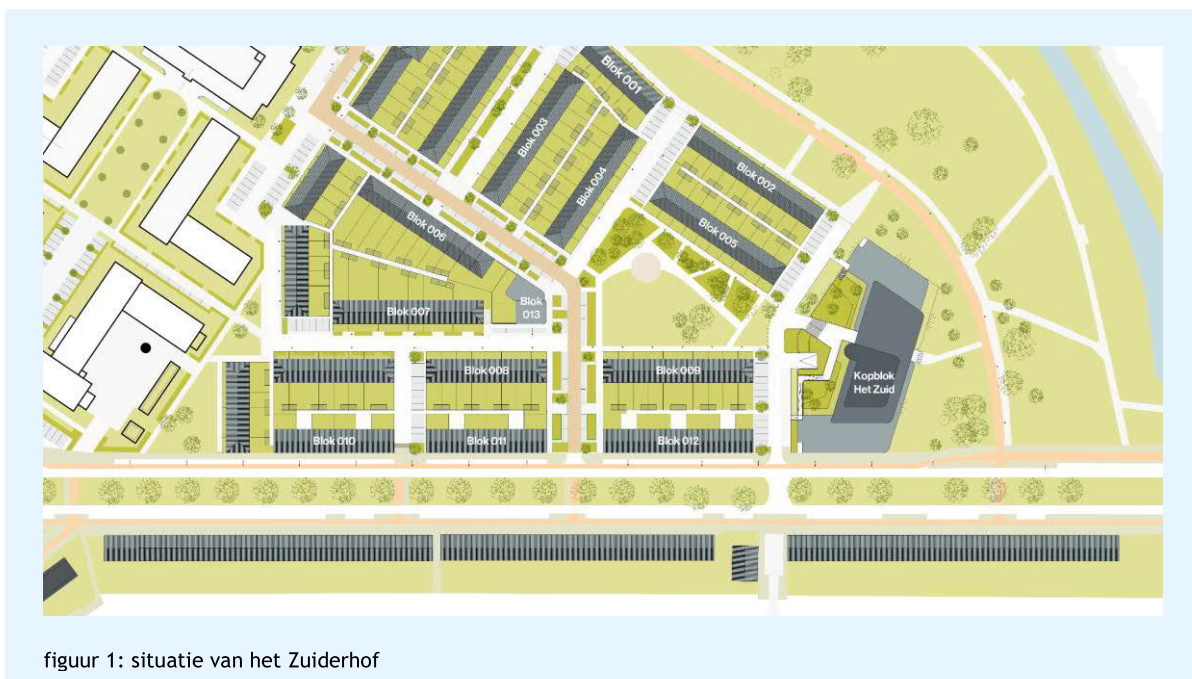 Blok 001
Blok 003
Blok 002
Blok 004
Blok 005
Blok 006
Blok
013
Blok 007
Blok 008
Blok 009
Kopblok
Het Zuid
Blok 010
Blok 011
Blok 012
figuur 1: situatie van het Zuiderhof